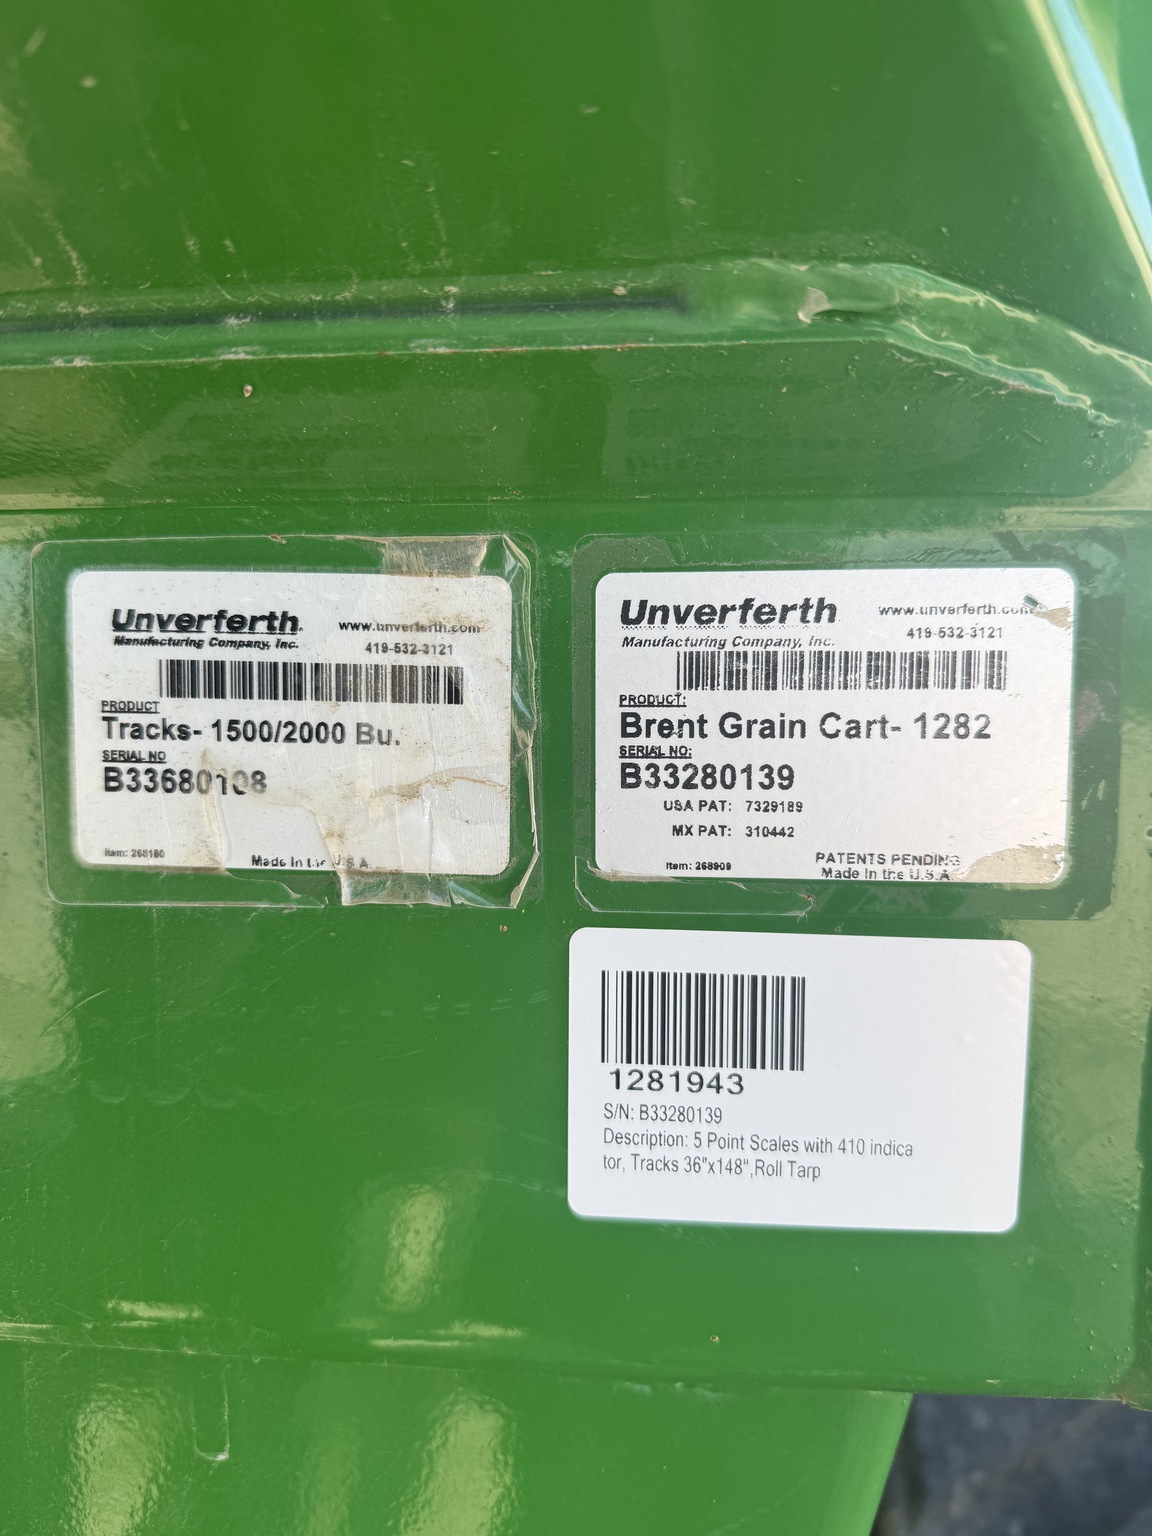 Unverferth
Manufacturing Company, Inc.
www.unverferth.com
419-532-3121
PRODUCT
Tracks- 1500/2000 Bu.
SERIAL NO
B33680108
Item: 268180
Made In the U.S.A.
Unverferth
Manufacturing Company, Inc.
www.unverferth.com
419-532-3121
PRODUCT:
Brent Grain Cart- 1282
SERIAL NO:
B33280139
USA PAT: 7329189
MX PAT: 310442
Item: 268909
PATENTS PENDING
Made In the U.S.A
1281943
S/N: B33280139
Description: 5 Point Scales with 410 indica
tor, Tracks 36"x148",Roll Tarp